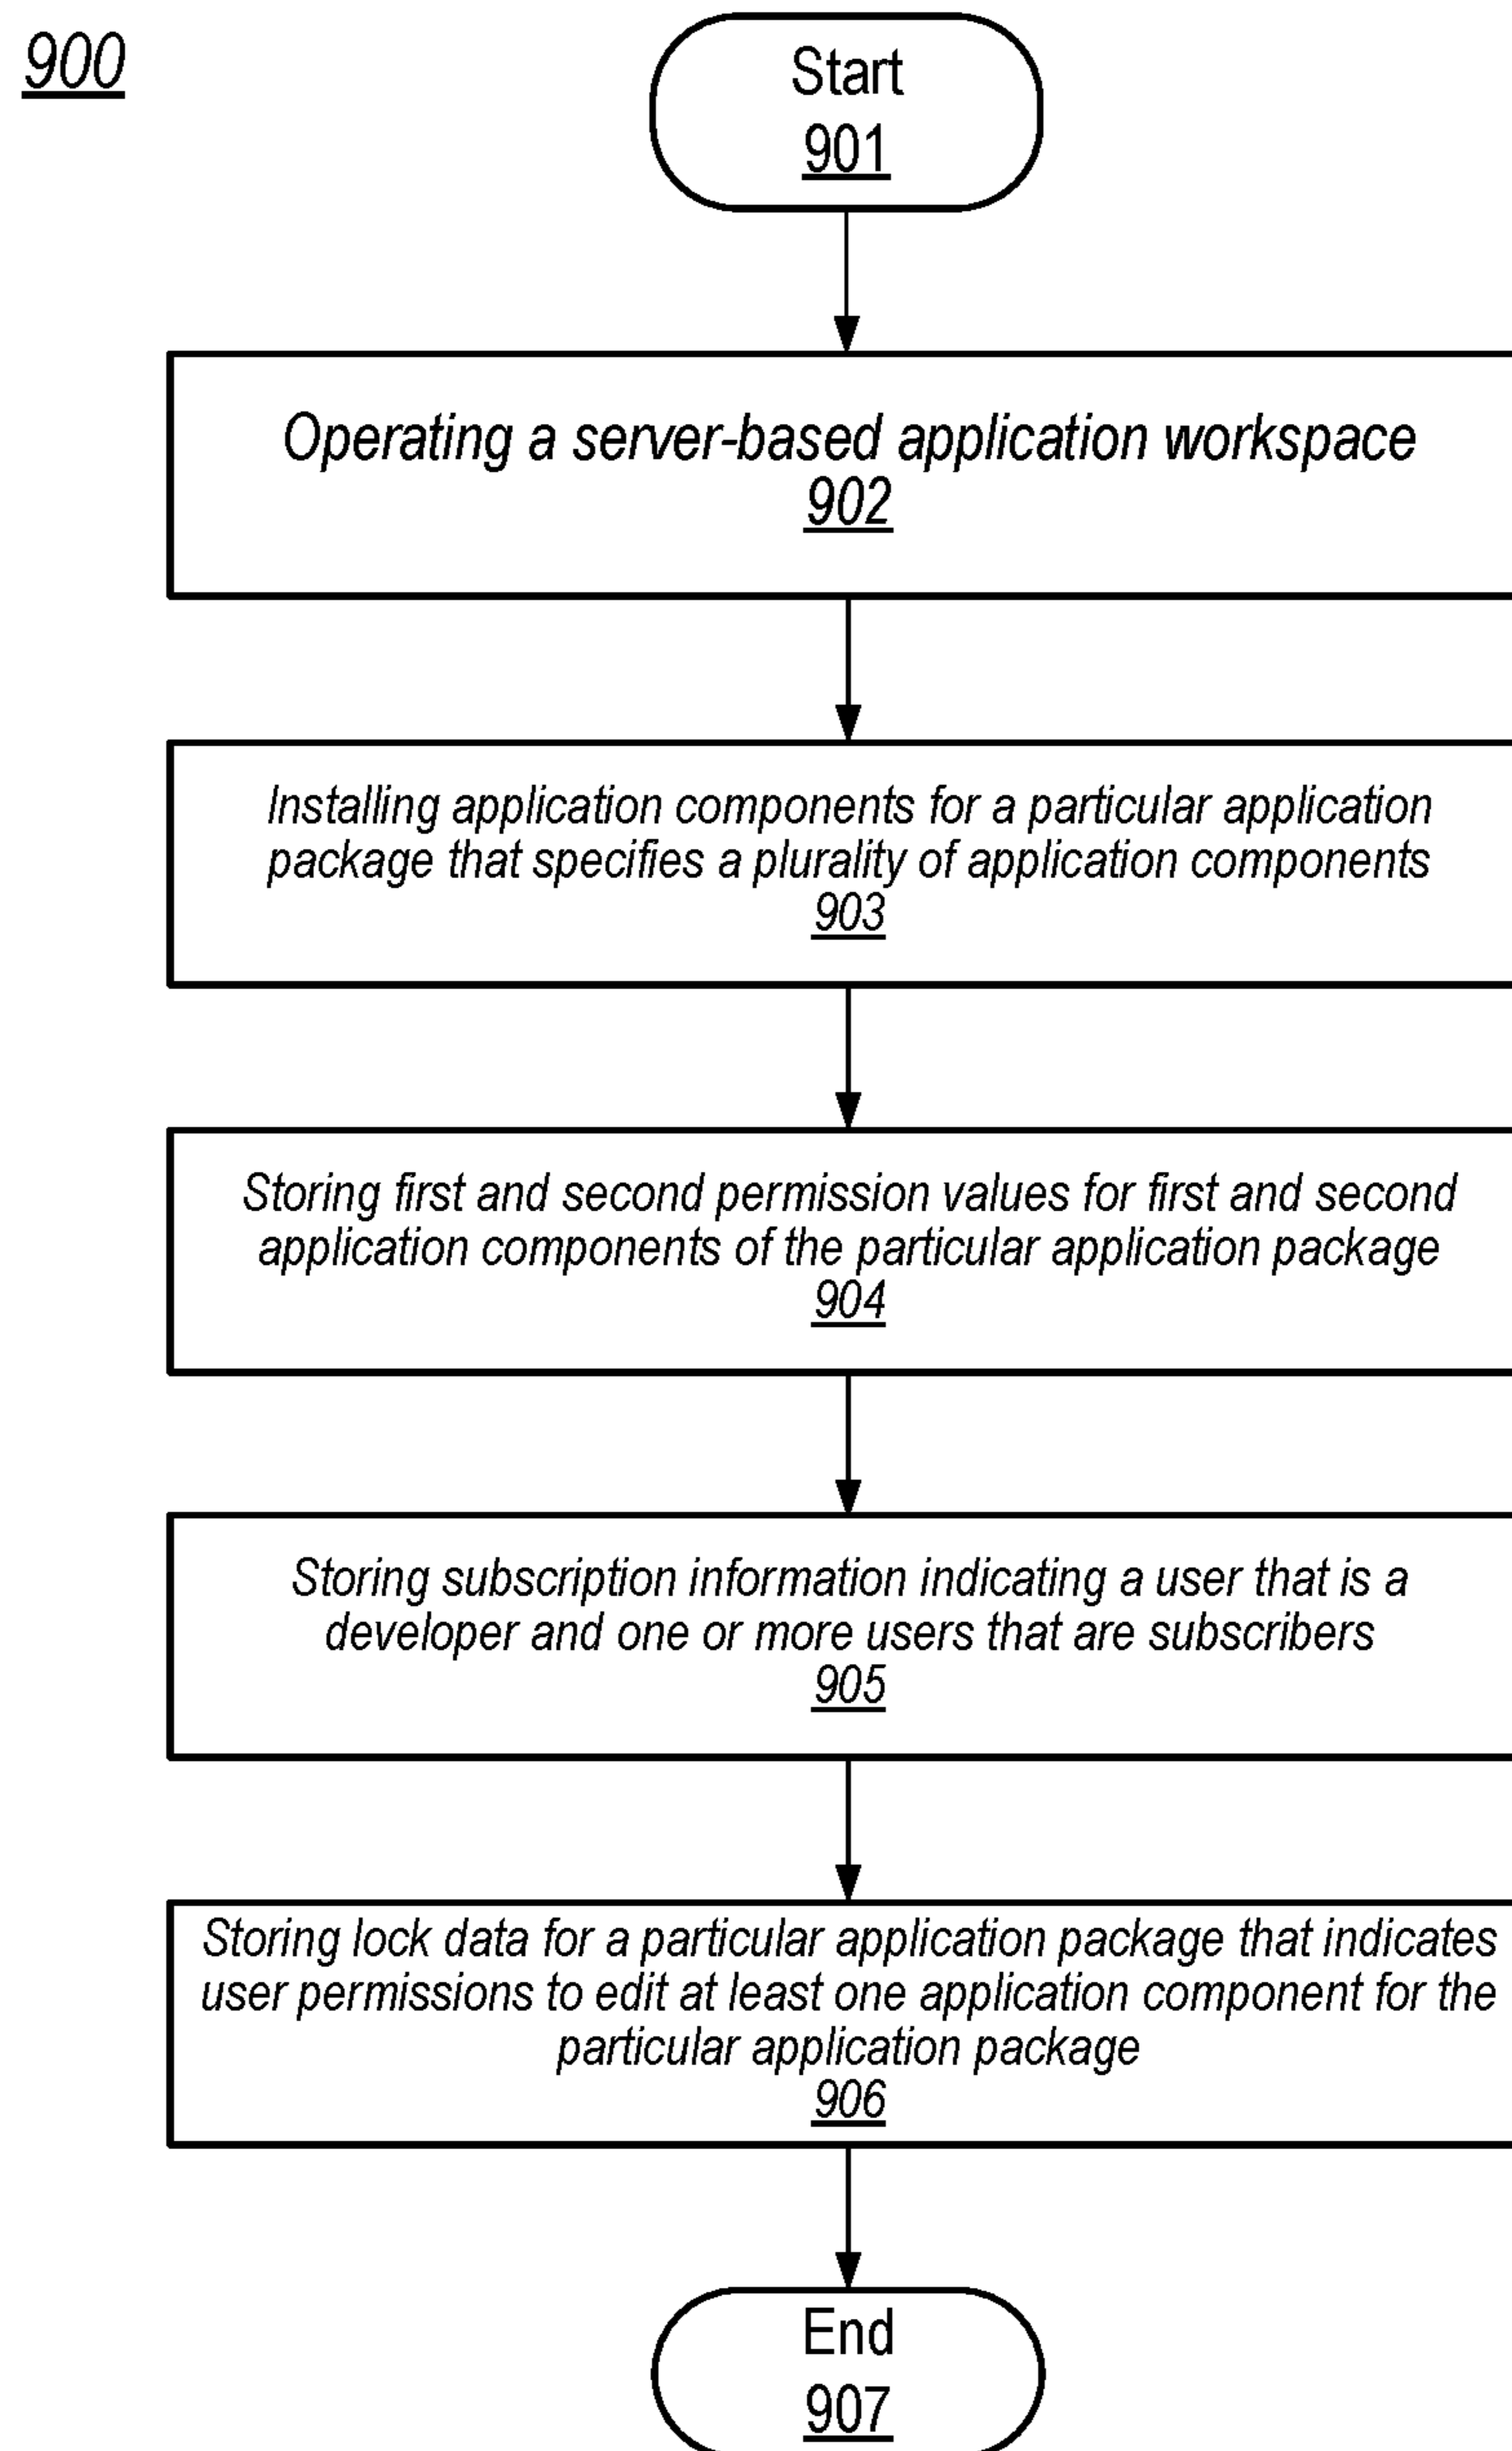 900
Start
901
Operating a server-based application workspace
902
Installing application components for a particular application
package that specifies a plurality of application components
903
Storing first and second permission values for first and second
application components of the particular application package
904
Storing subscription information indicating a user that is a
developer and one or more users that are subscribers
905
Storing lock data for a particular application package that indicates
user permissions to edit at least one application component for the
particular application package
906
End
907